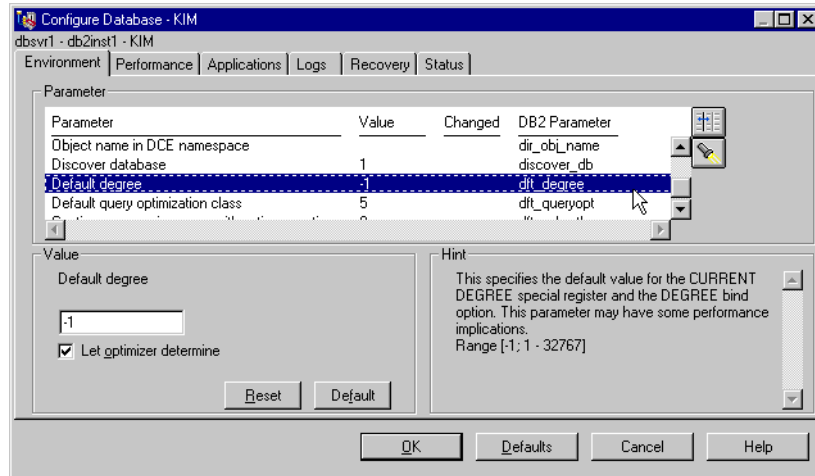 Configure Database - KIM
dbsvr1 - db2inst1 - KIM
Environment Performance Applications Logs Recovery Status
Parameter
Parameter Value Changed DB2 Parameter
Object name in DCE namespace dir_obj_name
Discover database 1 discover_db
Default degree -1 dft_degree
Default query optimization class 5 dft_queryopt
Value
Default degree
-1
Let optimizer determine
Reset Default
Hint
This specifies the default value for the CURRENT
DEGREE special register and the DEGREE bind
option. This parameter may have some performance
implications.
Range [-1; 1 - 32767]
OK Defaults Cancel Help